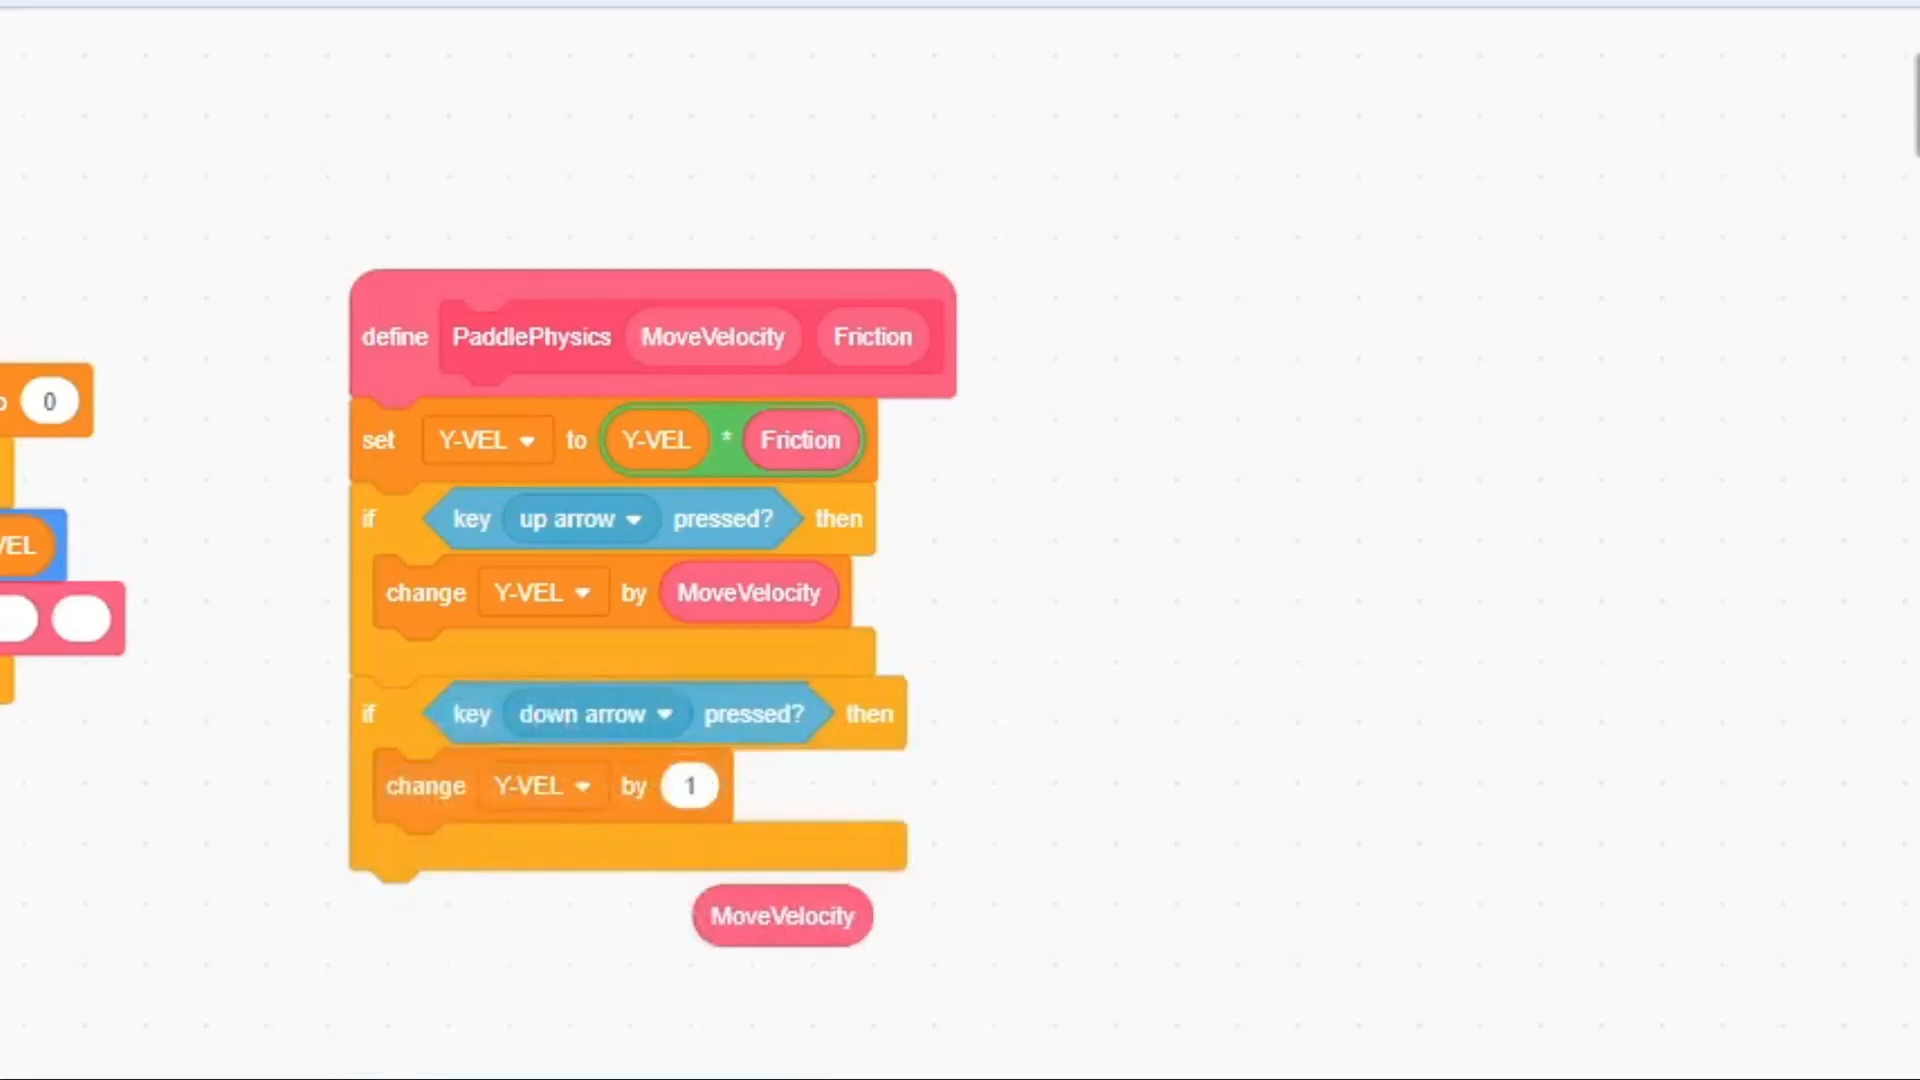 define PaddlePhysics MoveVelocity Friction
0
set Y-VEL to Y-VEL * Friction
if key up arrow pressed? then
change Y-VEL by MoveVelocity
if key down arrow pressed? then
change Y-VEL by 1
MoveVelocity